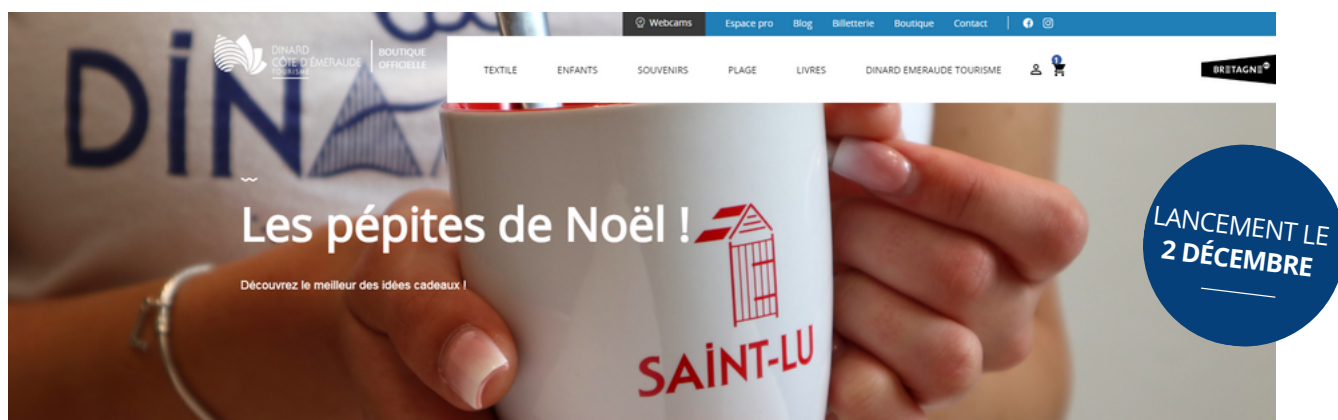 Webcams
Espace pro
Blog
Billetterie
Boutique
Contact
DINARD
CÔTE D'ÉMERAUDE
TOURISME
BOUTIQUE
OFFICIELLE
TEXTILE
ENFANTS
SOUVENIRS
PLAGE
LIVRES
DINARD EMERAUDE TOURISME
1
BRETAGNE
DINA
Les pépites de Noël !
Découvrez le meilleur des idées cadeaux !
SAINT-LU
LANCEMENT LE
2 DÉCEMBRE